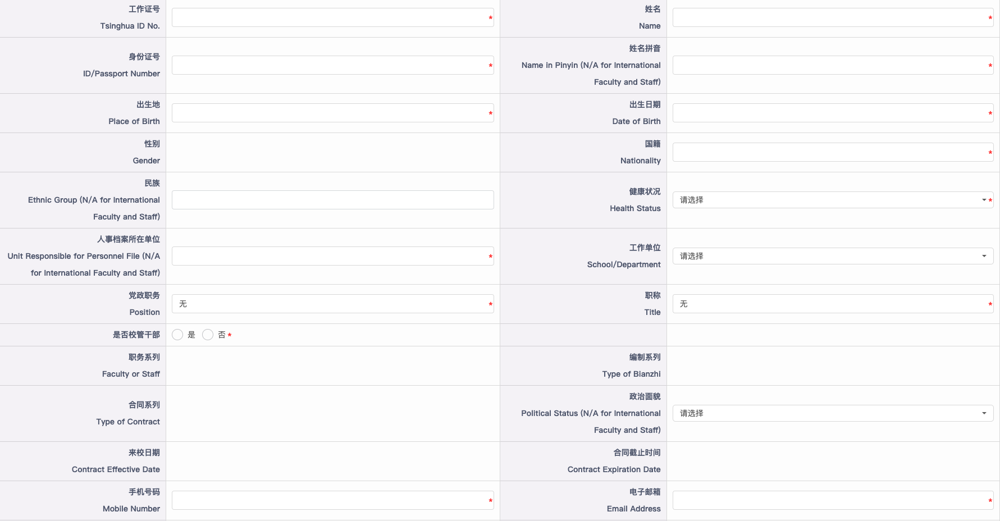 工作证号
Tsinghua ID No.
*
姓名
Name
*
身份证号
ID/Passport Number
*
姓名拼音
Name in Pinyin (N/A for International
Faculty and Staff)
*
出生地
Place of Birth
*
出生日期
Date of Birth
*
性别
Gender
国籍
Nationality
*
民族
Ethnic Group (N/A for International
Faculty and Staff)
健康状况
Health Status
请选择 *
人事档案所在单位
Unit Responsible for Personnel File (N/A
for International Faculty and Staff)
*
工作单位
School/Department
请选择
党政职务
Position
无 *
职称
Title
无 *
是否校管干部
是 否 *
职务系列
Faculty or Staff
编制系列
Type of Bianzhi
合同系列
Type of Contract
政治面貌
Political Status (N/A for International
Faculty and Staff)
请选择
来校日期
Contract Effective Date
合同截止时间
Contract Expiration Date
手机号码
Mobile Number
*
电子邮箱
Email Address
*